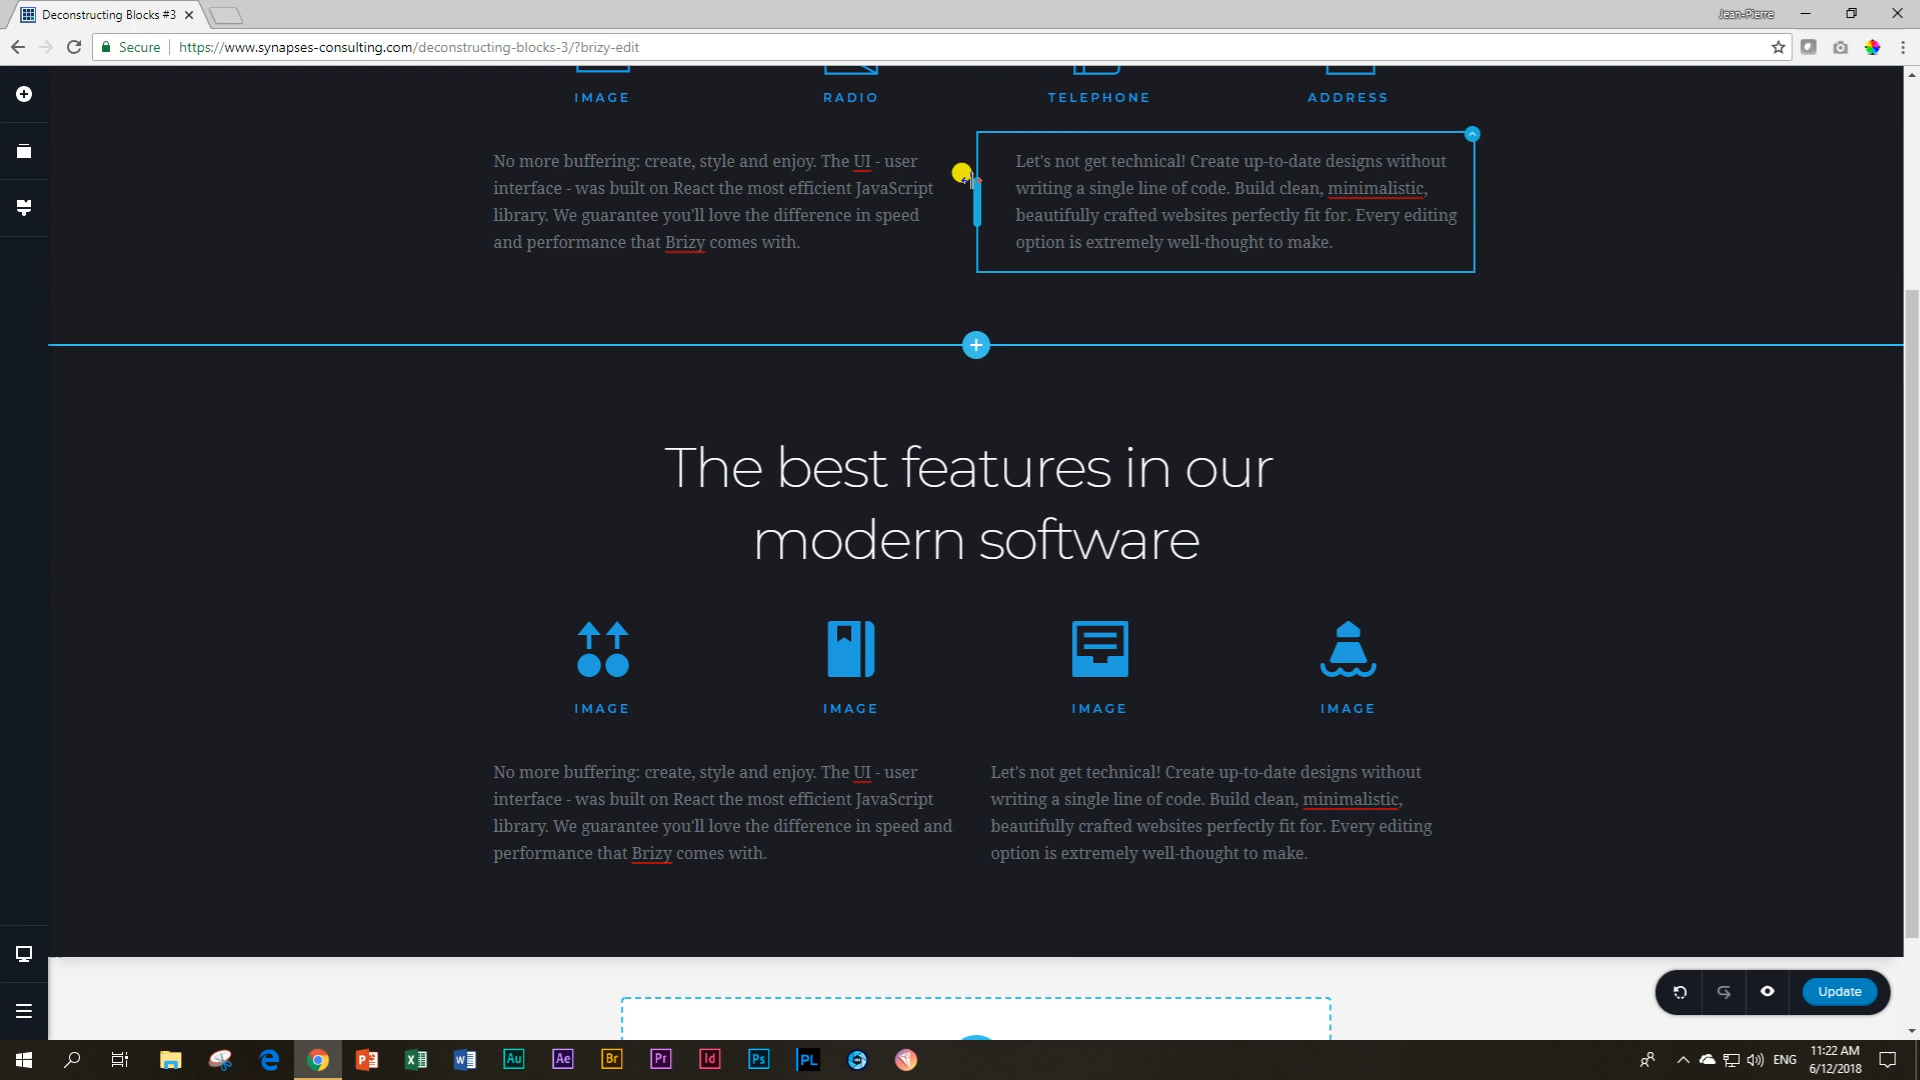 Deconstructing Blocks #3
Jean-Pierre
Secure
https://www.synapses-consulting.com/deconstructing-blocks-3/?brizy-edit
IMAGE RADIO TELEPHONE ADDRESS
No more buffering: create, style and enjoy. The UI - user
interface - was built on React the most efficient JavaScript
library. We guarantee you'll love the difference in speed
and performance that Brizy comes with.
Let's not get technical! Create up-to-date designs without
writing a single line of code. Build clean, minimalistic,
beautifully crafted websites perfectly fit for. Every editing
option is extremely well-thought to make.
The best features in our
modern software
IMAGE IMAGE IMAGE IMAGE
No more buffering: create, style and enjoy. The UI - user
interface - was built on React the most efficient JavaScript
library. We guarantee you'll love the difference in speed and
performance that Brizy comes with.
Let's not get technical! Create up-to-date designs without
writing a single line of code. Build clean, minimalistic,
beautifully crafted websites perfectly fit for. Every editing
option is extremely well-thought to make.
Update
Au Ae Br Pr Id Ps PL
ENG
11:22 AM
6/12/2018